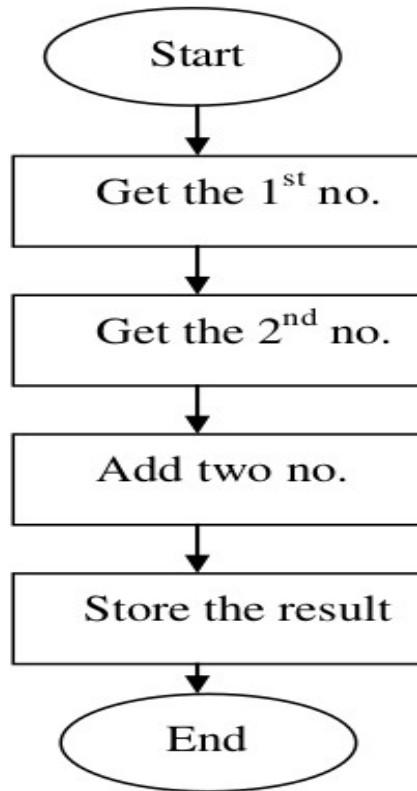 Start
Get the 1st no.
Get the 2nd no.
Add two no.
Store the result
End